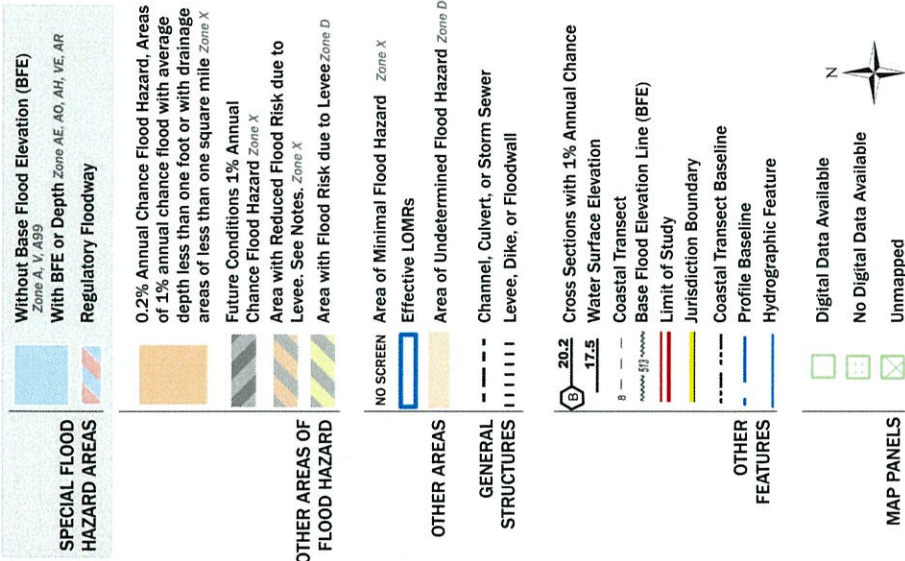 SPECIAL FLOOD
HAZARD AREAS
Without Base Flood Elevation (BFE)
Zone A, V, A99
With BFE or Depth Zone AE, AO, AH, VE, AR
Regulatory Floodway
OTHER AREAS OF
FLOOD HAZARD
0.2% Annual Chance Flood Hazard, Areas
of 1% annual chance flood with average
depth less than one foot or with drainage
areas of less than one square mile Zone X
Future Conditions 1% Annual
Chance Flood Hazard Zone X
Area with Reduced Flood Risk due to
Levee. See Notes. Zone X
Area with Flood Risk due to Levee Zone D
OTHER AREAS
NO SCREEN Area of Minimal Flood Hazard Zone X
Effective LOMRs
Area of Undetermined Flood Hazard Zone D
GENERAL
STRUCTURES
Channel, Culvert, or Storm Sewer
Levee, Dike, or Floodwall
OTHER
FEATURES
B 20.2 Cross Sections with 1% Annual Chance
17.5 Water Surface Elevation
8 Coastal Transect
513 Base Flood Elevation Line (BFE)
Limit of Study
Jurisdiction Boundary
Coastal Transect Baseline
Profile Baseline
Hydrographic Feature
MAP PANELS
Digital Data Available
No Digital Data Available
Unmapped
N